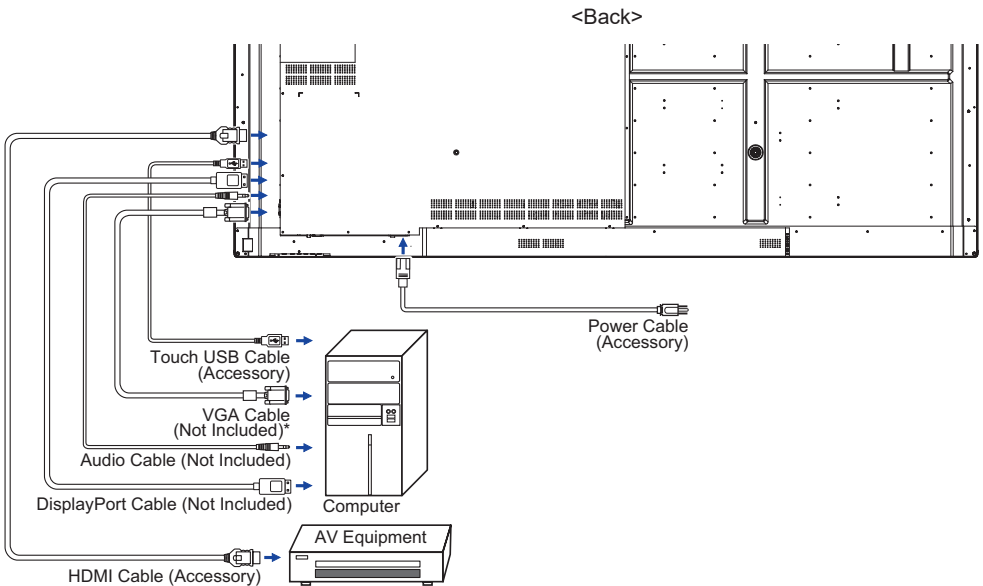 <Back>
Power Cable
(Accessory)
Touch USB Cable
(Accessory)
VGA Cable
(Not Included)*
Audio Cable (Not Included)
DisplayPort Cable (Not Included)
Computer
AV Equipment
HDMI Cable (Accessory)